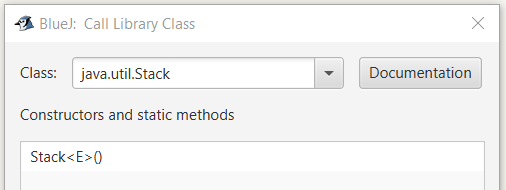 BlueJ: Call Library Class
Class: java.util.Stack Documentation
Constructors and static methods
Stack<E>()